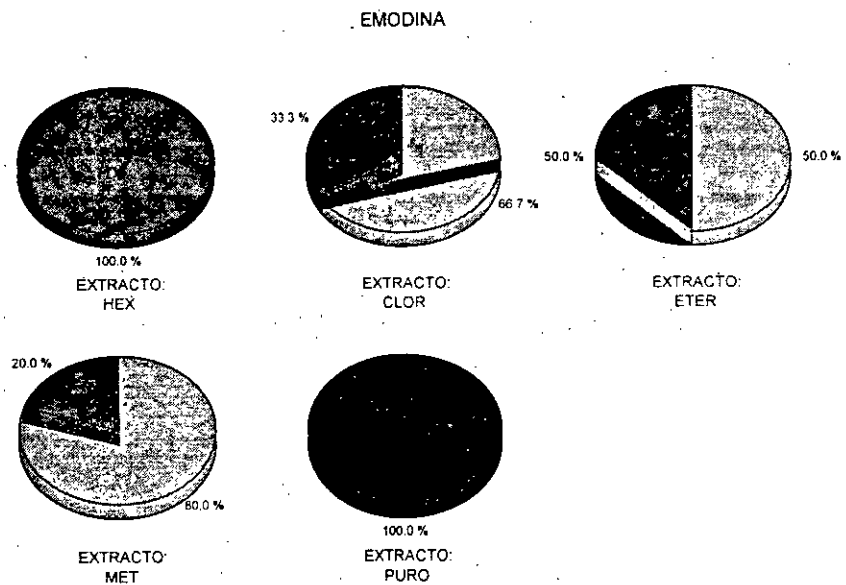 EMODINA
33.3 %
66.7 %
50.0 %
50.0 %
100.0 %
EXTRACTO:
HEX
EXTRACTO:
CLOR
EXTRACTO:
ETER
20.0 %
80.0 %
100.0 %
EXTRACTO:
MET
EXTRACTO:
PURO